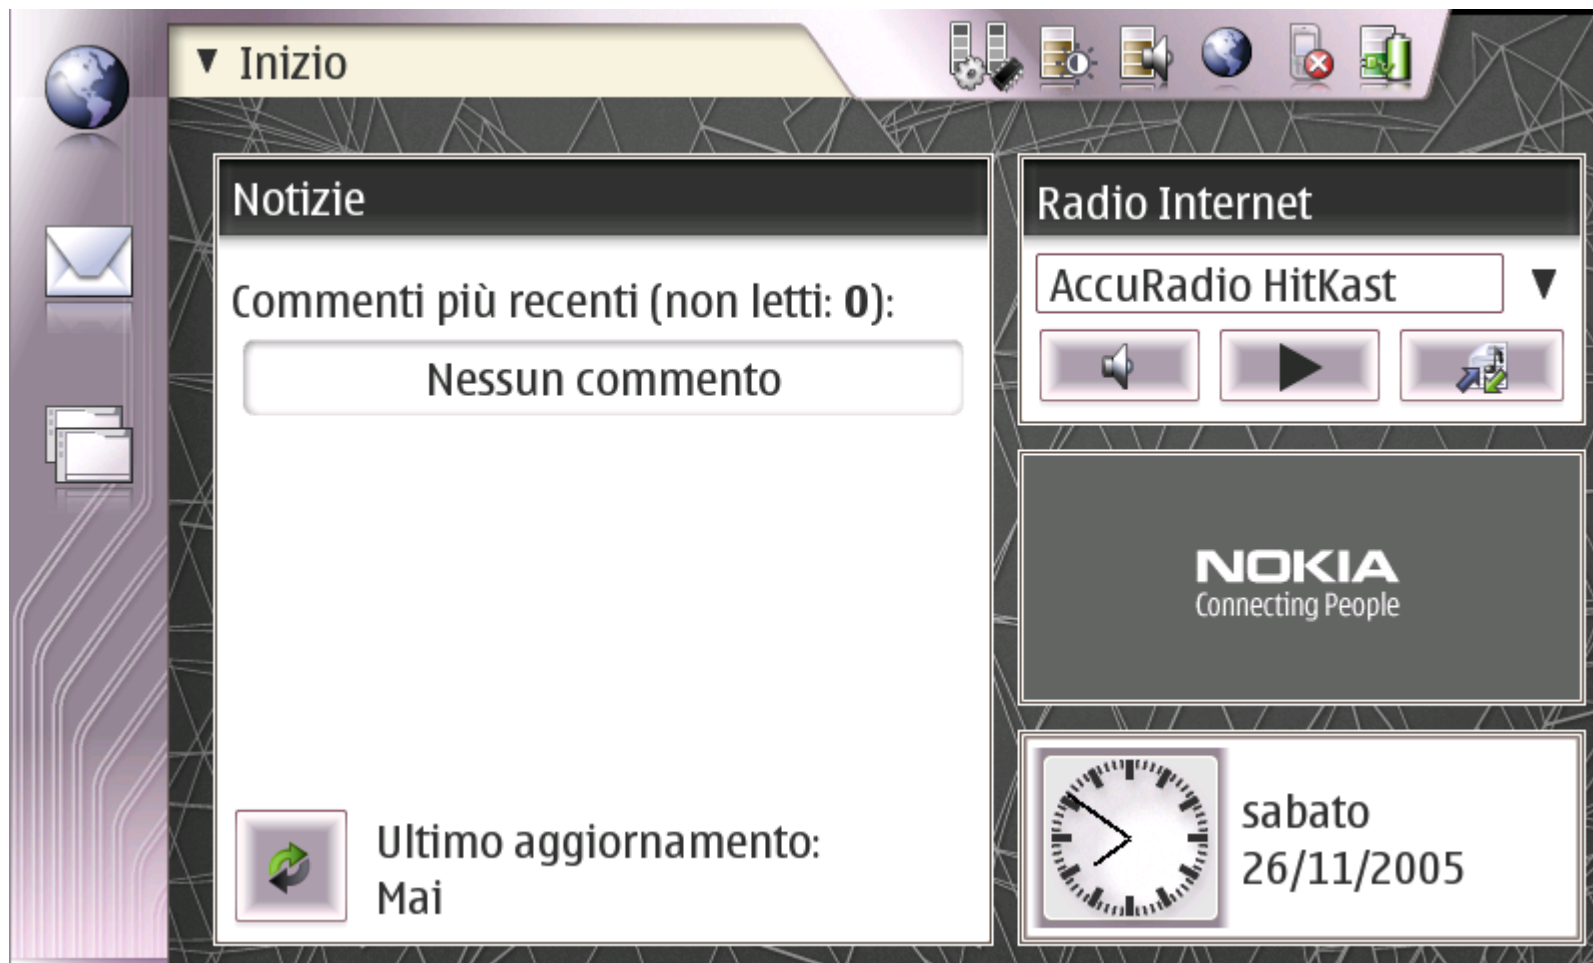 Inizio
Notizie
Commenti più recenti (non letti: 0):
Nessun commento
Ultimo aggiornamento:
Mai
Radio Internet
AccuRadio HitKast
NOKIA
Connecting People
sabato
26/11/2005